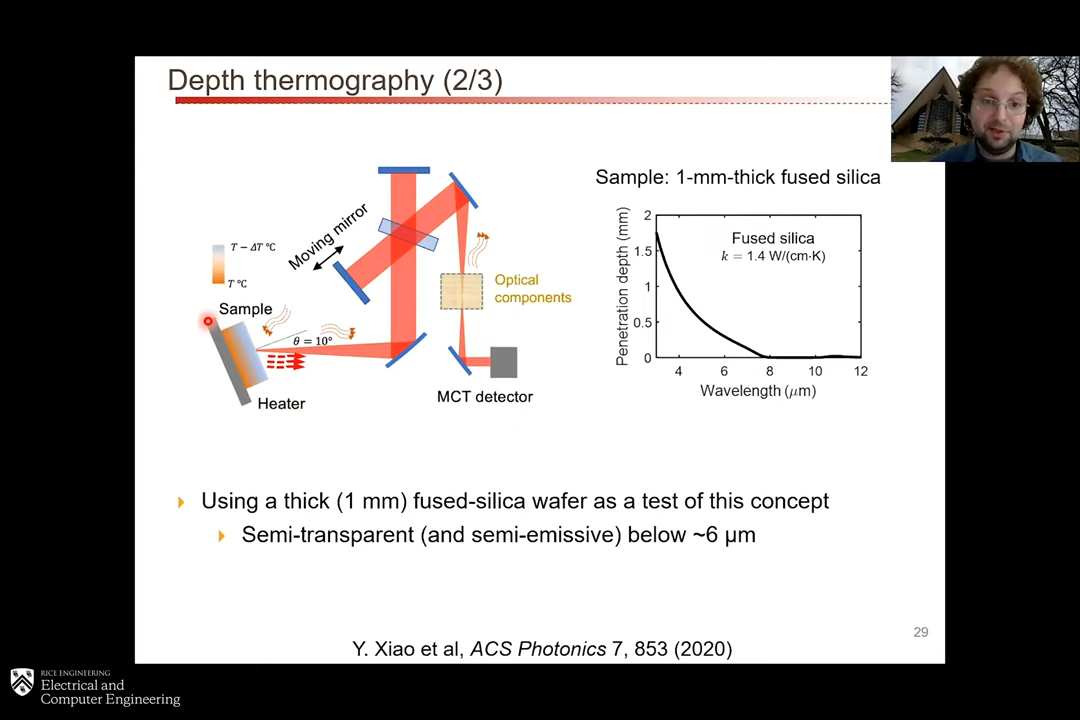 Depth thermography (2/3)
Moving mirror
T − ΔT °C
T °C
Sample
θ = 10°
Heater
Optical
components
MCT detector
Sample: 1-mm-thick fused silica
Penetration depth (mm)
2
1.5
1
0.5
0
Fused silica
k = 1.4 W/(cm·K)
4 6 8 10 12
Wavelength (μm)
Using a thick (1 mm) fused-silica wafer as a test of this concept
Semi-transparent (and semi-emissive) below ~6 μm
29
Y. Xiao et al, ACS Photonics 7, 853 (2020)
RICE ENGINEERING
Electrical and
Computer Engineering